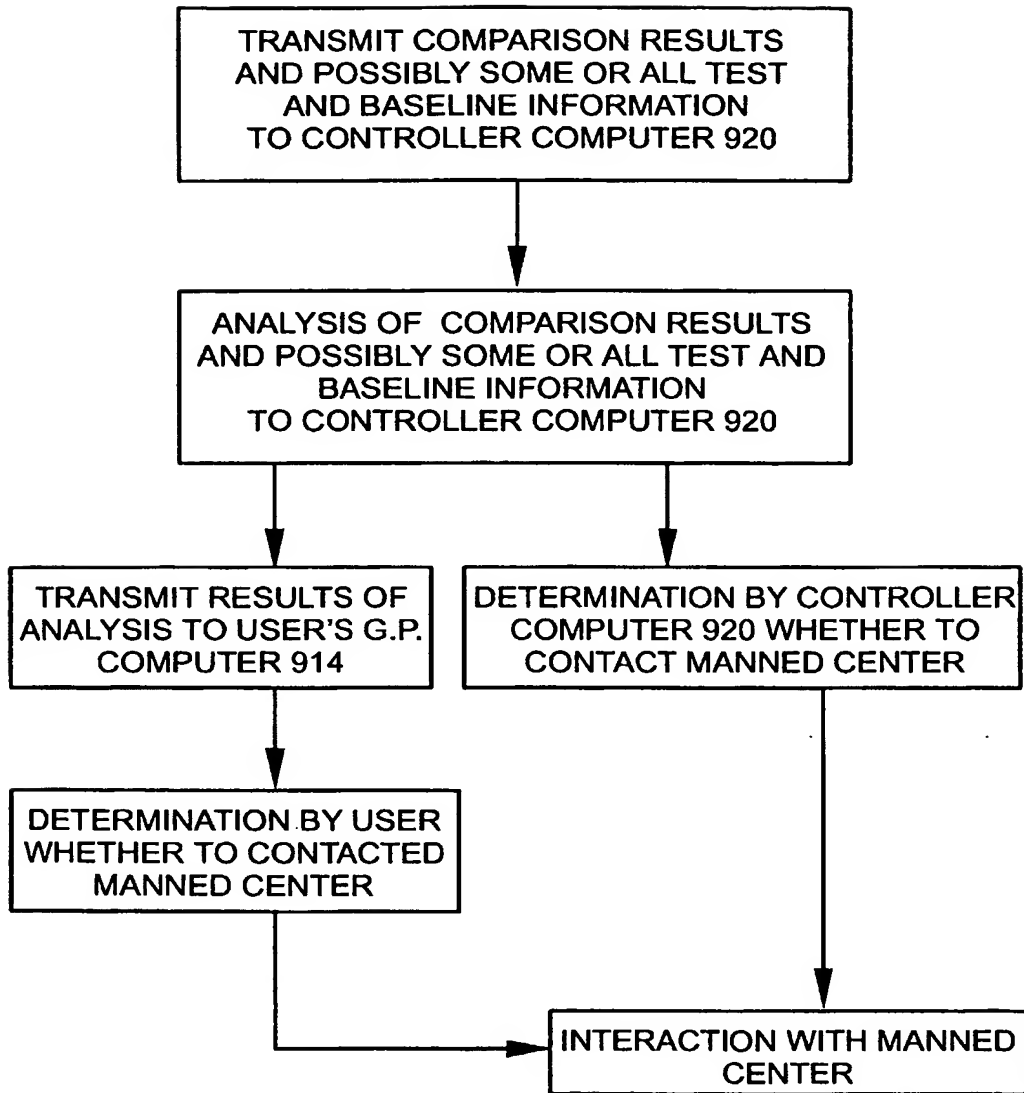 TRANSMIT COMPARISON RESULTS
AND POSSIBLY SOME OR ALL TEST
AND BASELINE INFORMATION
TO CONTROLLER COMPUTER 920
ANALYSIS OF COMPARISON RESULTS
AND POSSIBLY SOME OR ALL TEST AND
BASELINE INFORMATION
TO CONTROLLER COMPUTER 920
TRANSMIT RESULTS OF
ANALYSIS TO USER'S G.P.
COMPUTER 914
DETERMINATION BY CONTROLLER
COMPUTER 920 WHETHER TO
CONTACT MANNED CENTER
DETERMINATION BY USER
WHETHER TO CONTACTED
MANNED CENTER
INTERACTION WITH MANNED
CENTER